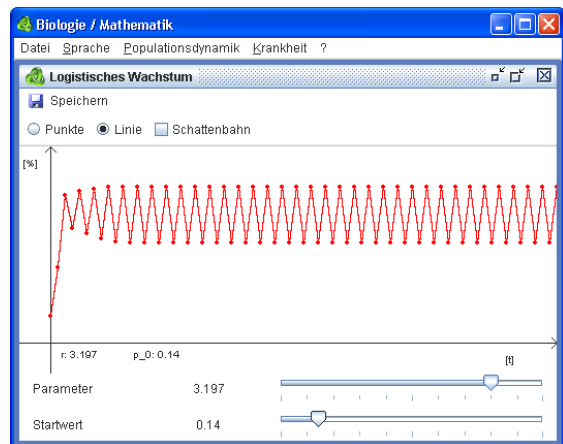 Biologie / Mathematik
Datei Sprache Populationsdynamik Krankheit ?
Logistisches Wachstum
Speichern
Punkte Linie Schattenbahn
[%]
r: 3.197 p_0: 0.14
[t]
Parameter 3.197
Startwert 0.14